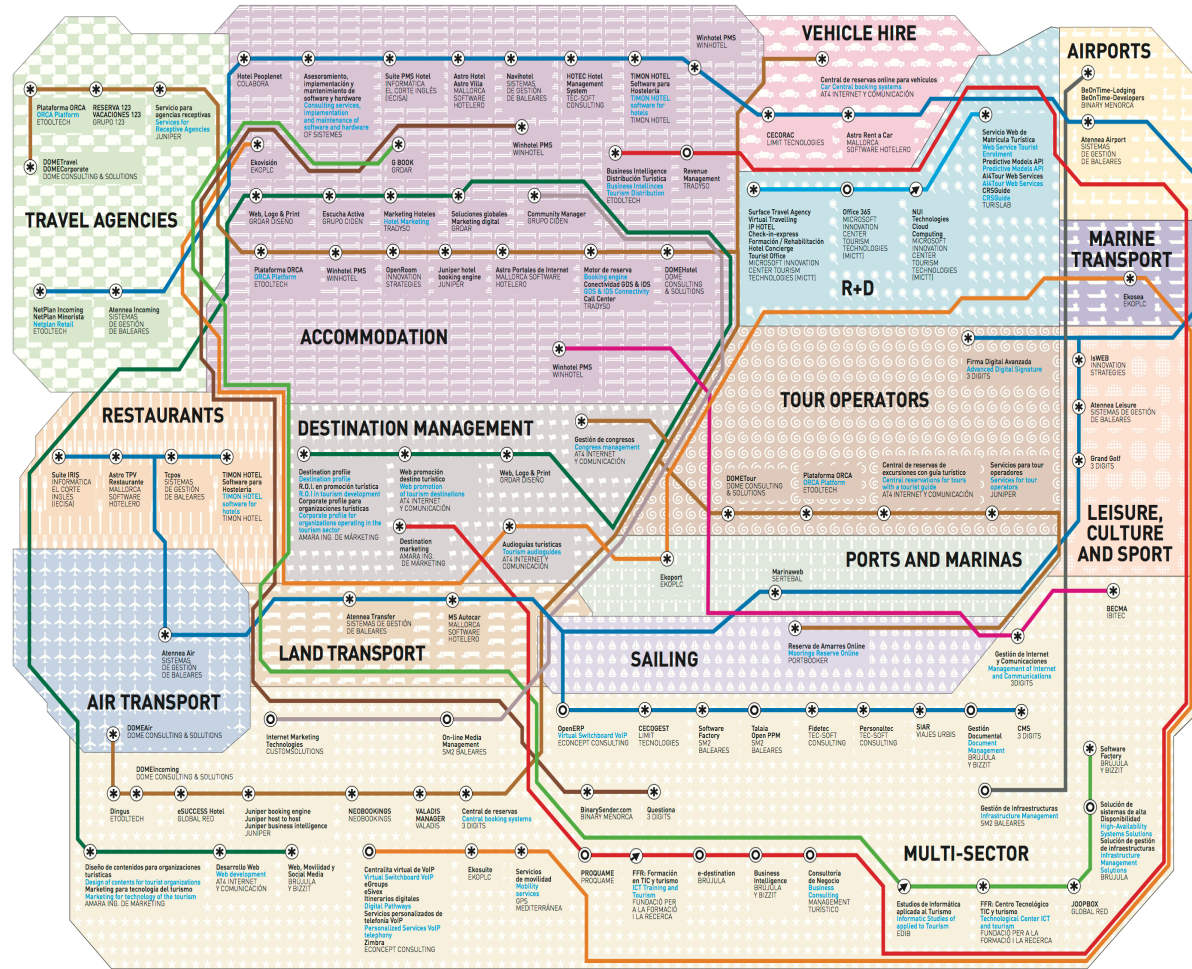 TRAVEL AGENCIES
Plataforma ORCA
ORCA Platform
ETOOLTECH
RESERVA 123
VACACIONES 123
GRUPO 123
Servicio para
agencias receptivas
Services for
Receptive Agencies
JUNIPER
DOMETravel
DOMECorporate
DOME CONSULTING & SOLUTIONS
NetPlan Incoming
NetPlan Minorista
Netplan Retail
ETOOLTECH
Atennea Incoming
SISTEMAS
DE GESTIÓN
DE BALEARES
ACCOMMODATION
Hotel Peoplenet
COLABORA
Assesoramiento,
implementación y
mantenimiento de
software y hardware
Consulting services,
implementation
and maintenance of
software and hardware
OF SISTEMES
Suite PMS Hotel
INFORMÁTICA
EL CORTE INGLÉS
(IECISA)
Astro Hotel
Astro Villa
MALLORCA
SOFTWARE
HOTELERO
Navihotel
SISTEMAS
DE GESTIÓN
DE BALEARES
HOTEC Hotel
Management
System
TEC-SOFT
CONSULTING
TIMON HOTEL
Software para
Hostelería
TIMON HOTEL
software for
hotels
TIMON HOTEL
Winhotel PMS
WINHOTEL
Ekovisión
EKOPLC
G BOOK
GRDAR
Winhotel PMS
WINHOTEL
Business Intelligence
Distribución Turística
Business Intellinces
Tourism Distribution
ETOOLTECH
Revenue
Management
TRADYSO
Web, Logo & Print
GRDAR DISEÑO
Escucha Activa
GRUPO CIDEN
Marketing Hoteles
Hotel Marketing
TRADYSO
Soluciones globales
Marketing digital
GRDAR
Community Manager
GRUPO CIDEN
Plataforma ORCA
ORCA Platform
ETOOLTECH
Winhotel PMS
WINHOTEL
OpenRoom
INNOVATION
STRATEGIES
Juniper hotel
booking engine
JUNIPER
Astro Portales de Internet
MALLORCA SOFTWARE
HOTELERO
Motor de reserva
Booking engine
Conectividad GDS & IDS
GDS & IDS Connectivity
Call Center
TRADYSO
DOMEHotel
DOME
CONSULTING
& SOLUTIONS
Winhotel PMS
WINHOTEL
VEHICLE HIRE
Central de reservas online para vehículos
Car Central booking systems
AT4 INTERNET Y COMUNICACIÓN
CECORAC
LIMIT TECNOLOGIES
Astro Rent a Car
MALLORCA
SOFTWARE HOTELERO
R+D
Servicio Web de
Matrícula Turística
Web Service Tourist
Enrolment
Predictive Models API
Predictive Models API
AI4Tour Web Services
AI4Tour Web Services
CRSGuide
CRSGuide
TURISLAB
Surface Travel Agency
Virtual Travelling
IP HOTEL
Check-in-express
Formación / Rehabilitación
Hotel Concierge
Tourist Office
MICROSOFT INNOVATION
CENTER TOURISM
TECHNOLOGIES (MICTT)
Office 365
MICROSOFT
INNOVATION
CENTER
TOURISM
TECHNOLOGIES
(MICTT)
NUI
Technologies
Cloud
Computing
MICROSOFT
INNOVATION
CENTER
TOURISM
TECHNOLOGIES
(MICTT)
AIRPORTS
BeOnTime-Lodging
BeOnTime-Developers
BINARY MENORCA
Atennea Airport
SISTEMAS
DE GESTIÓN
DE BALEARES
MARINE
TRANSPORT
Ekosea
EKOPLC
RESTAURANTS
Suite IRIS
INFORMÁTICA
EL CORTE
INGLÉS
(IECISA)
Astro TPV
Restaurante
MALLORCA
SOFTWARE
HOTELERO
Tcpos
SISTEMAS
DE GESTIÓN
DE BALEARES
TIMON HOTEL
Software para
Hostelería
TIMON HOTEL
software for
hotels
TIMON HOTEL
DESTINATION MANAGEMENT
Destination profile
Destination profile
R.O.I. en promoción turística
R.O.I in tourism development
Corporate profile para
organizaciones turísticas
Corporate profile for
organizations operating in the
tourism sector
AMARA ING. DE MÁRKETING
Web promoción
destino turístico
Web promotion
of tourism destinations
AT4 INTERNET
Y COMUNICACIÓN
Web, Logo & Print
GRDAR DISEÑO
Gestión de congresos
Congress management
AT4 INTERNET
Y COMUNICACIÓN
Destination
marketing
AMARA ING.
DE MÁRKETING
Audioguías turísticas
Tourism audioguides
AT4 INTERNET Y
COMUNICACIÓN
Ekoport
EKOPLC
TOUR OPERATORS
Firma Digital Avanzada
Advanced Digital Signature
3 DIGITS
DOMETour
DOME CONSULTING
& SOLUTIONS
Plataforma ORCA
ORCA Platform
ETOOLTECH
Central de reservas de
excursiones con guía turístico
Central reservations for tours
with a tourist guide
AT4 INTERNET Y COMUNICACIÓN
Servicios para tour
operadores
Services for tour
operators
JUNIPER
LEISURE,
CULTURE
AND SPORT
IsWEB
INNOVATION
STRATEGIES
Atennea Leisure
SISTEMAS DE GESTIÓN
DE BALEARES
Grand Golf
3 DIGITS
PORTS AND MARINAS
Marinaweb
SERTEBAL
BECMA
IBITEC
SAILING
Reserva de Amarres Online
Moorings Reserve Online
PORTBOOKER
Gestión de Internet
y Comunicaciones
Management of Internet
and Communications
3DIGITS
LAND TRANSPORT
Atennea Transfer
SISTEMAS DE GESTIÓN
DE BALEARES
MS Autocar
MALLORCA
SOFTWARE
HOTELERO
AIR TRANSPORT
Atennea Air
SISTEMAS
DE GESTIÓN
DE BALEARES
DOMEAir
DOME CONSULTING & SOLUTIONS
Internet Marketing
Technologies
CUSTOMSOLUTIONS
On-line Media
Management
SM2 BALEARES
OpenERP
Virtual Switchboard VoIP
ECONCEPT CONSULTING
CECOGEST
LIMIT
TECNOLOGIES
Software
Factory
SM2
BALEARES
Talaia
Open PPM
SM2
BALEARES
Fidetec
TEC-SOFT
CONSULTING
Personaltec
TEC-SOFT
CONSULTING
SIAR
VIAJES URBIS
Gestión
Documental
Document
Management
BRÚJULA
Y BIZZIT
CMS
3 DIGITS
DOMEIncoming
DOME CONSULTING & SOLUTIONS
Dingus
ETOOLTECH
eSUCCESS Hotel
GLOBAL RED
Juniper booking engine
Juniper host to host
Juniper business intelligence
JUNIPER
NEOBOOKINGS
NEOBOOKINGS
VALADIS
MANAGER
VALADIS
Central de reservas
Central booking systems
3 DIGITS
BinarySender.com
BINARY MENORCA
Questiona
3 DIGITS
Gestión de Infraestructuras
Infrastructure Management
SM2 BALEARES
Software
Factory
BRÚJULA
Y BIZZIT
Solución de
sistemas de alta
Disponibilidad
High-Availability
Systems Solutions
Solución de gestión
de infraestructuras
Infrastructure
Management
Solutions
BRÚJULA
MULTI-SECTOR
Diseño de contenidos para organizaciones
turísticas
Design of contents for tourist organizations
Marketing para tecnología del turismo
Marketing for technology of the tourism
AMARA ING. DE MARKETING
Desarrollo Web
Web development
AT4 INTERNET
Y COMUNICACIÓN
Web, Movilidad y
Social Media
BRÚJULA
Y BIZZIT
Centralita virtual de VoIP
Virtual Switchboard VoIP
eGroups
eSivex
Itinerarios digitales
Digital Pathways
Servicios personalizados de
telefonía VoIP
Personalized Services VoIP
telephony
Zimbra
ECONCEPT CONSULTING
Ekosuite
EKOPLC
Servicios
de movilidad
Mobility
services
GPS
MEDITERRÁNEA
PROQUAME
PROQUAME
FFR: Formación
en TIC y turismo
ICT Training and
Tourism
FUNDACIÓ PER
A LA FORMACIÓ
I LA RECERCA
e-destination
BRÚJULA
Business
Intelligence
BRÚJULA
Y BIZZIT
Consultoría
de Negocio
Business
Consulting
MANAGEMENT
TURÍSTICO
Estudios de Informática
aplicada al Turismo
Informatic Studies of
applied to Tourism
EDIB
FFR: Centro Tecnológico
TIC y turismo
Technological Center ICT
and tourism
FUNDACIÓ PER A LA
FORMACIÓ I LA RECERCA
JOOPBOX
GLOBAL RED